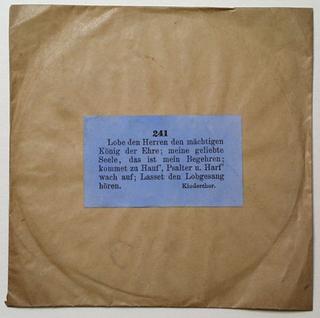 241
Lobe den Herren den mächtigen
König der Ehre; meine geliebte
Seele, das ist mein Begehren;
kommet zu Hauf', Psalter u. Harf'
wach auf; Lasset den Lobgesang
hören. Kinderchor.